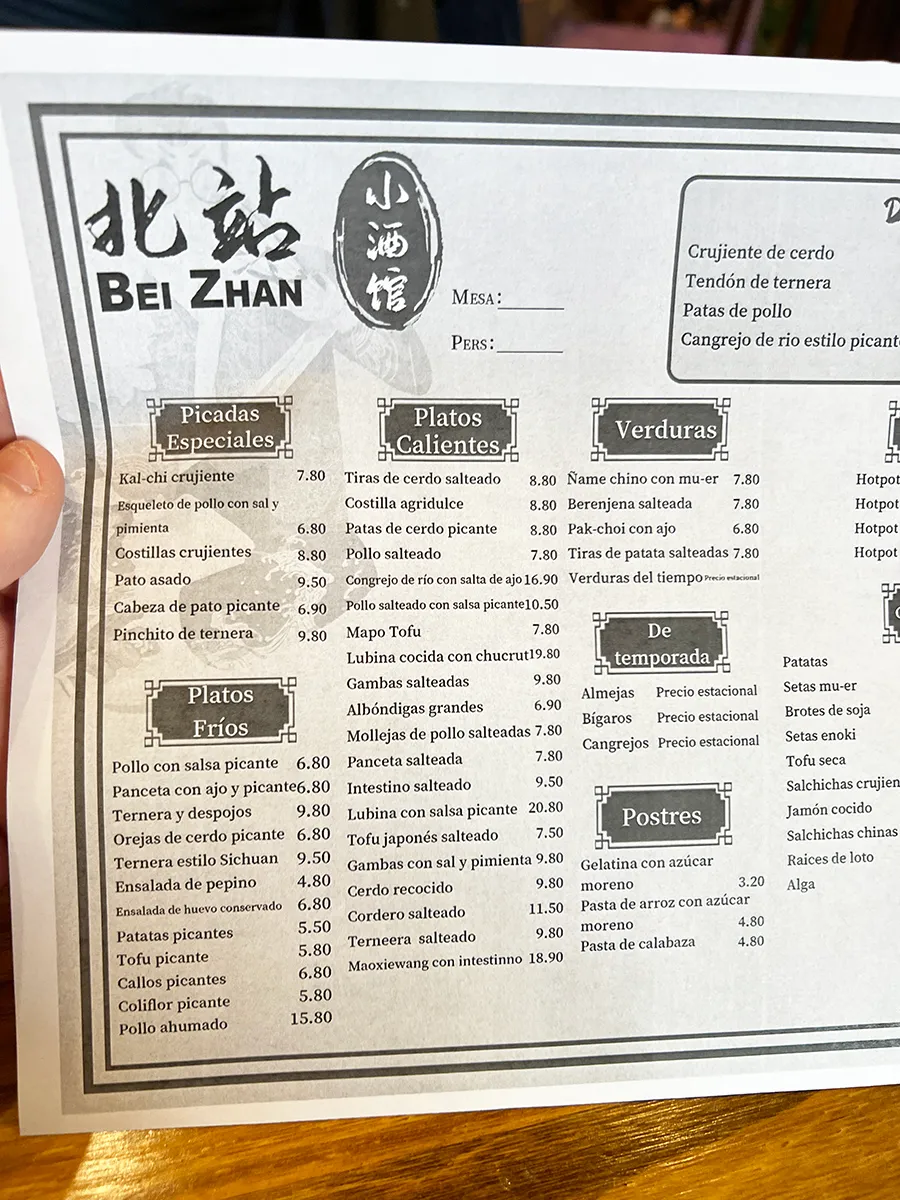 北站
BEI ZHAN
小酒馆
MESA:
PERS:
Crujiente de cerdo
Tendón de ternera
Patas de pollo
Cangrejo de rio estilo
Picadas
Especiales
Kal-chi crujiente 7.80
Esqueleto de pollo con sal y
pimienta 6.80
Costillas crujientes 8.80
Pato asado 9.50
Cabeza de pato picante 6.90
Pinchito de ternera 9.80
Platos
Fríos
Pollo con salsa picante 6.80
Panceta con ajo y picante 6.80
Ternera y despojos 9.80
Orejas de cerdo picante 6.80
Ternera estilo Sichuan 9.50
Ensalada de pepino 4.80
Ensalada de huevo conservado 6.80
Patatas picantes 5.50
Tofu picante 5.80
Callos picantes 6.80
Coliflor picante 5.80
Pollo ahumado 15.80
Platos
Calientes
Tiras de cerdo salteado 8.80
Costilla agridulce 8.80
Patas de cerdo picante 8.80
Pollo salteado 7.80
Congrejo de río con salta de ajo 16.90
Pollo salteado con salsa picante 10.50
Mapo Tofu 7.80
Lubina cocida con chucrut 19.80
Gambas salteadas 9.80
Albóndigas grandes 6.90
Mollejas de pollo salteadas 7.80
Panceta salteada 7.80
Intestino salteado 9.50
Lubina con salsa picante 20.80
Tofu japonés salteado 7.50
Gambas con sal y pimienta 9.80
Cerdo recocido 9.80
Cordero salteado 11.50
Terneera salteado 9.80
Maoxiewang con intestinno 18.90
Verduras
Ñame chino con mu-er 7.80
Berenjena salteada 7.80
Pak-choi con ajo 6.80
Tiras de patata salteadas 7.80
Verduras del tiempo Precio estacional
De
temporada
Almejas Precio estacional
Bígaros Precio estacional
Cangrejos Precio estacional
Postres
Gelatina con azúcar
moreno 3.20
Pasta de arroz con azúcar
moreno 4.80
Pasta de calabaza 4.80
Hotpot
Hotpot
Hotpot
Hotpot
Patatas
Setas mu-er
Brotes de soja
Setas enoki
Tofu seca
Salchichas
Jamón cocido
Salchichas chinas
Raices de loto
Alga